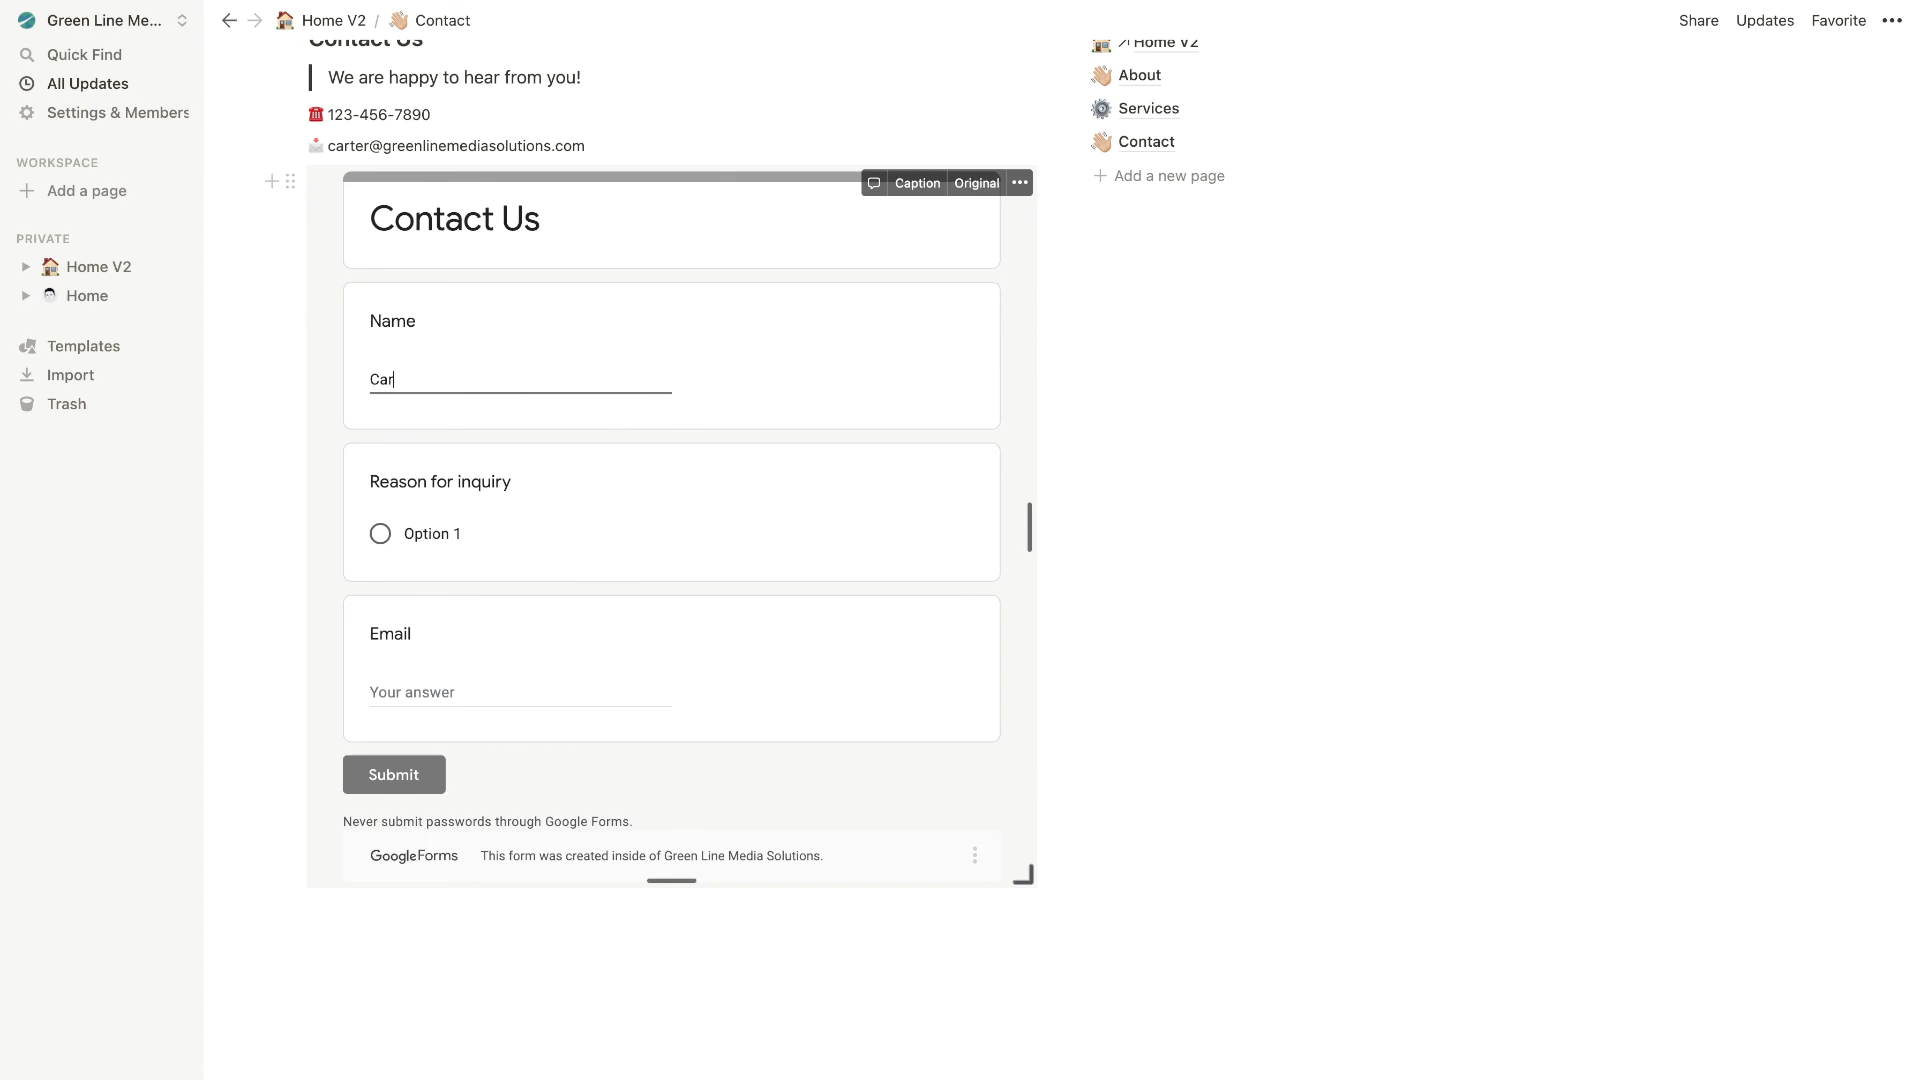 Green Line Me...
Quick Find
All Updates
Settings & Members
WORKSPACE
Add a page
PRIVATE
Home V2
Home
Templates
Import
Trash
Home V2 / Contact
Share Updates Favorite
Contact Us
We are happy to hear from you!
123-456-7890
carter@greenlinemediasolutions.com
Caption Original
Contact Us
Name
Car
Reason for inquiry
Option 1
Email
Your answer
Submit
Never submit passwords through Google Forms.
Google Forms This form was created inside of Green Line Media Solutions.
Home V2
About
Services
Contact
Add a new page